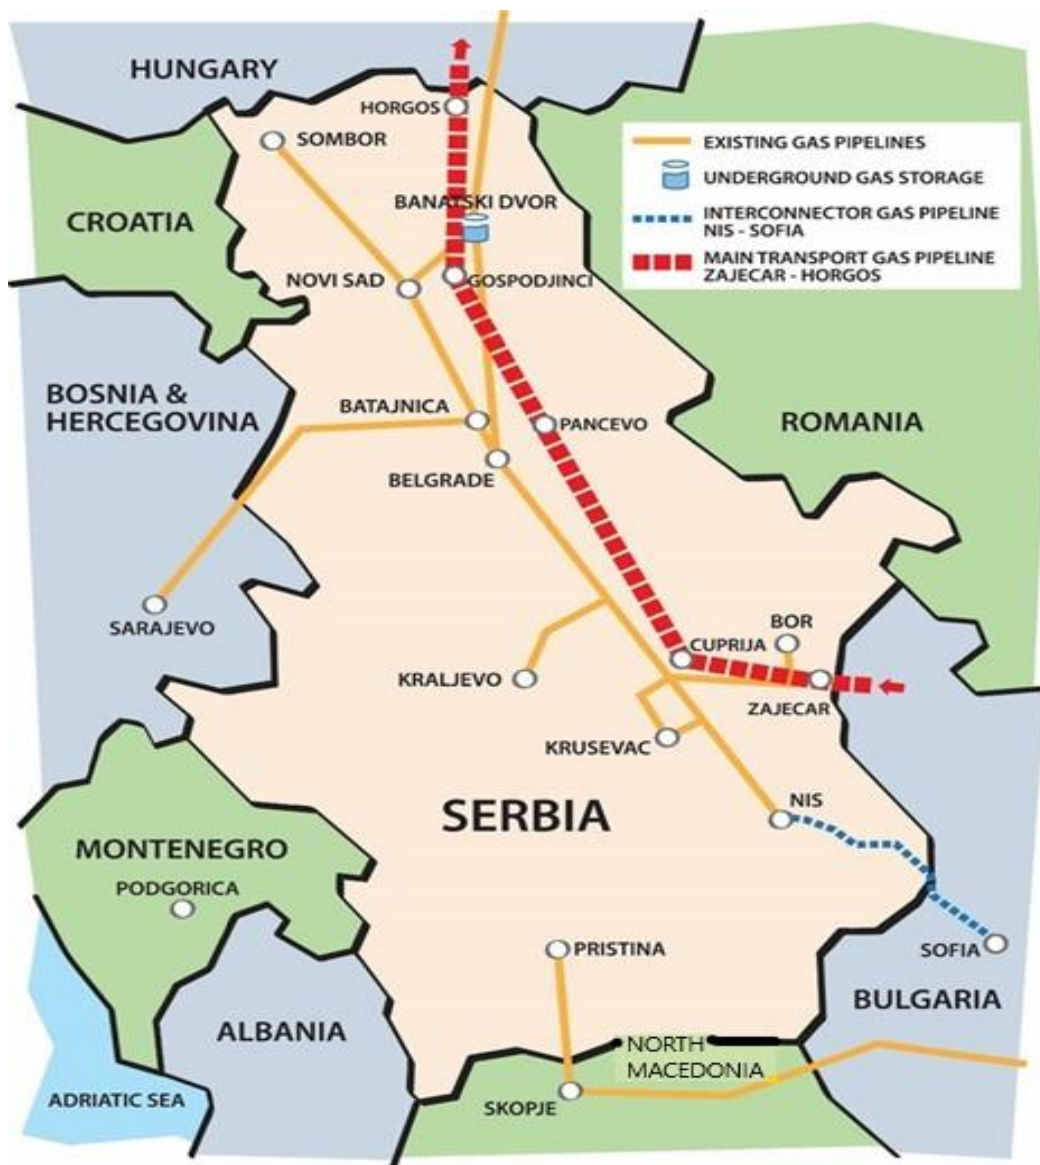 HUNGARY
HORGOS
SOMBOR
EXISTING GAS PIPELINES
UNDERGROUND GAS STORAGE
INTERCONNECTOR GAS PIPELINE
NIS - SOFIA
MAIN TRANSPORT GAS PIPELINE
ZAJECAR - HORGOS
CROATIA
BANATSKI DVOR
NOVI SAD
GOSPODJINCI
BOSNIA &
HERCEGOVINA
BATAJNICA
PANCEVO
ROMANIA
BELGRADE
SARAJEVO
BOR
CUPRIJA
KRALJEVO
ZAJECAR
KRUSEVAC
NIS
SERBIA
MONTENEGRO
PODGORICA
PRISTINA
SOFIA
BULGARIA
ALBANIA
NORTH
MACEDONIA
ADRIATIC SEA
SKOPJE